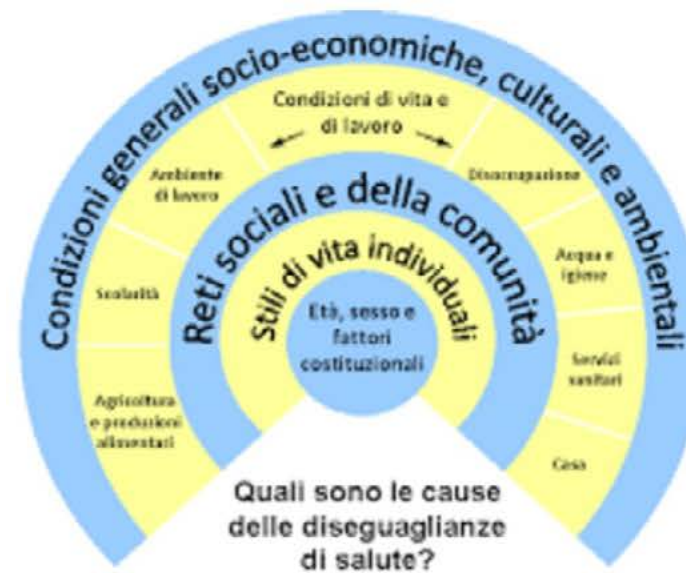 Condizioni generali socio-economiche, culturali e ambientali
Condizioni di vita e
di lavoro
Ambiente
di lavoro
Disoccupazione
Scolarità
Acqua e
igiene
Agricoltura
e produzioni
alimentari
Servizi
sanitari
Casa
Reti sociali e della comunità
Stili di vita individuali
Età, sesso e
fattori
costituzionali
Quali sono le cause
delle diseguaglianze
di salute?